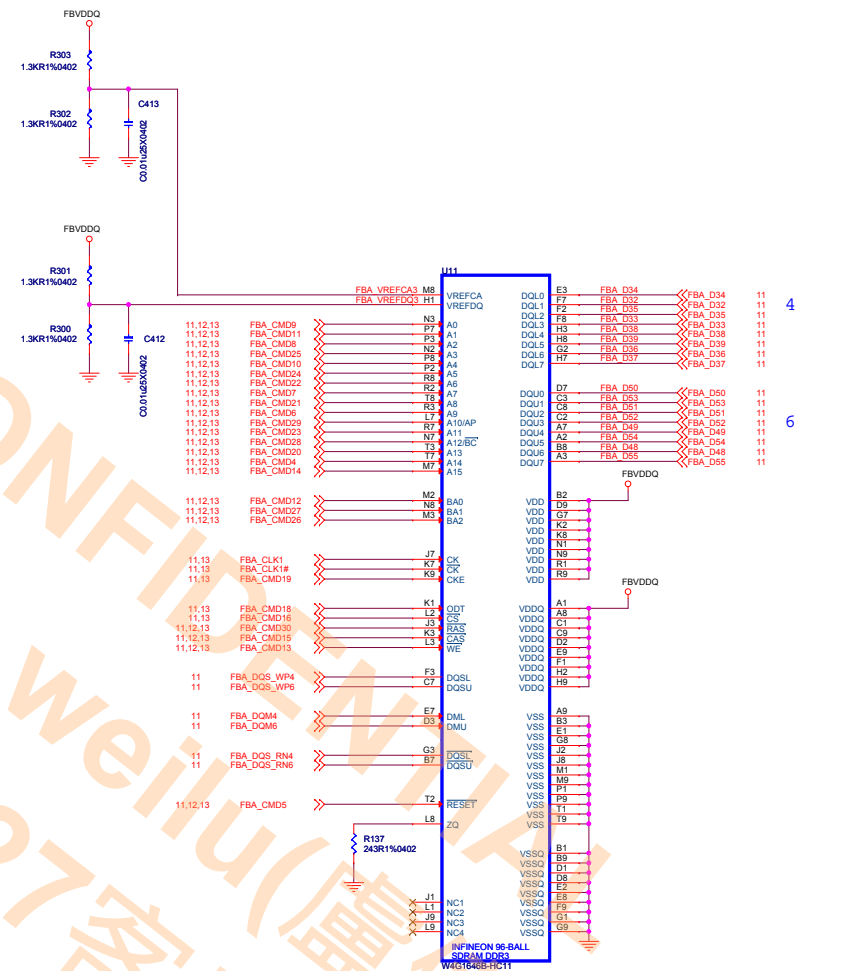 FBVDDQ
R303
1.3KR1%0402
C413
R302
1.3KR1%0402
C0.01u25X0402
FBVDDQ
R301
1.3KR1%0402
R300
1.3KR1%0402
C412
C0.01u25X0402
U11
FBA_VREFCA3 M8 VREFCA
FBA_VREFDQ3 H1 VREFDQ
11,12,13 FBA_CMD9 N3 A0
11,12,13 FBA_CMD11 P7 A1
11,12,13 FBA_CMD8 P3 A2
11,12,13 FBA_CMD25 N2 A3
11,12,13 FBA_CMD10 P8 A4
11,12,13 FBA_CMD24 P2 A5
11,12,13 FBA_CMD22 R8 A6
11,12,13 FBA_CMD7 R2 A7
11,12,13 FBA_CMD21 T8 A8
11,12,13 FBA_CMD6 R3 A9
11,12,13 FBA_CMD29 L7 A10/AP
11,12,13 FBA_CMD23 R7 A11
11,12,13 FBA_CMD28 N7 A12/BC
11,12,13 FBA_CMD20 T3 A13
11,12,13 FBA_CMD4 T7 A14
11,12,13 FBA_CMD14 M7 A15
11,12,13 FBA_CMD12 M2 BA0
11,12,13 FBA_CMD27 N8 BA1
11,12,13 FBA_CMD26 M3 BA2
11,13 FBA_CLK1 J7 CK
11,13 FBA_CLK1# K7 CK
11,13 FBA_CMD19 K9 CKE
11,13 FBA_CMD18 K1 ODT
11,13 FBA_CMD16 L2 CS
11,12,13 FBA_CMD30 J3 RAS
11,12,13 FBA_CMD15 K3 CAS
11,12,13 FBA_CMD13 L3 WE
11 FBA_DQS_WP4 F3 DQSL
11 FBA_DQS_WP6 C7 DQSU
11 FBA_DQM4 E7 DML
11 FBA_DQM6 D3 DMU
11 FBA_DQS_RN4 G3 DQSL
11 FBA_DQS_RN6 B7 DQSU
11,12,13 FBA_CMD5 T2 RESET
L8 ZQ
R137
243R1%0402
J1 NC1
L1 NC2
J9 NC3
L9 NC4
DQL0 E3 FBA_D34 FBA_D34 11
DQL1 F7 FBA_D32 FBA_D32 11
DQL2 F2 FBA_D35 FBA_D35 11
DQL3 F8 FBA_D33 FBA_D33 11
DQL4 H3 FBA_D38 FBA_D38 11
DQL5 H8 FBA_D39 FBA_D39 11
DQL6 G2 FBA_D36 FBA_D36 11
DQL7 H7 FBA_D37 FBA_D37 11
4
DQU0 D7 FBA_D50 FBA_D50 11
DQU1 C3 FBA_D53 FBA_D53 11
DQU2 C8 FBA_D51 FBA_D51 11
DQU3 C2 FBA_D52 FBA_D52 11
DQU4 A7 FBA_D49 FBA_D49 11
DQU5 A2 FBA_D54 FBA_D54 11
DQU6 B8 FBA_D48 FBA_D48 11
DQU7 A3 FBA_D55 FBA_D55 11
6
FBVDDQ
VDD B2
VDD D9
VDD G7
VDD K2
VDD K8
VDD N1
VDD N9
VDD R1
VDD R9
FBVDDQ
VDDQ A1
VDDQ A8
VDDQ C1
VDDQ C9
VDDQ D2
VDDQ E9
VDDQ F1
VDDQ H2
VDDQ H9
VSS A9
VSS B3
VSS E1
VSS G8
VSS J2
VSS J8
VSS M1
VSS M9
VSS P1
VSS P9
VSS T1
VSS T9
VSSQ B1
VSSQ B9
VSSQ D1
VSSQ D8
VSSQ E2
VSSQ E8
VSSQ F9
VSSQ G1
VSSQ G9
INFINEON 96-BALL
SDRAM DDR3
W4G1646B-HC11
ONFIDENTIAL
weilu(盧